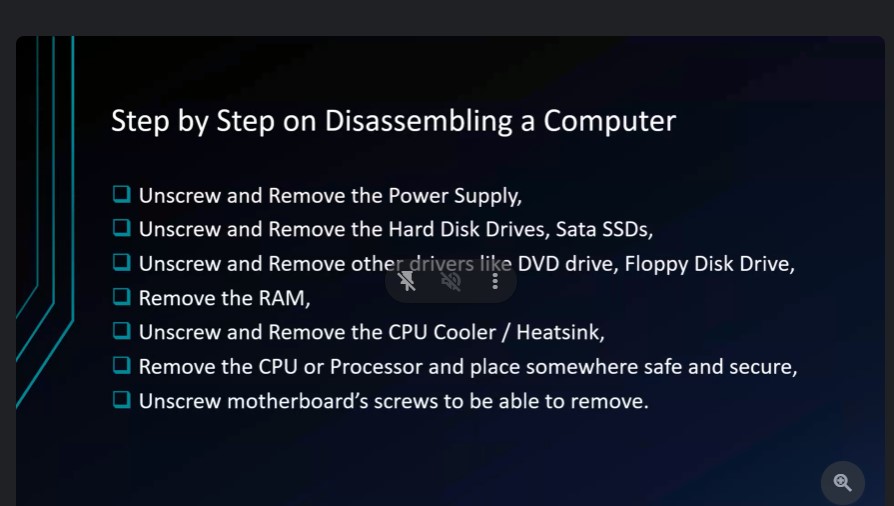 Step by Step on Disassembling a Computer
Unscrew and Remove the Power Supply,
Unscrew and Remove the Hard Disk Drives, Sata SSDs,
Unscrew and Remove other drivers like DVD drive, Floppy Disk Drive,
Remove the RAM,
Unscrew and Remove the CPU Cooler / Heatsink,
Remove the CPU or Processor and place somewhere safe and secure,
Unscrew motherboard’s screws to be able to remove.